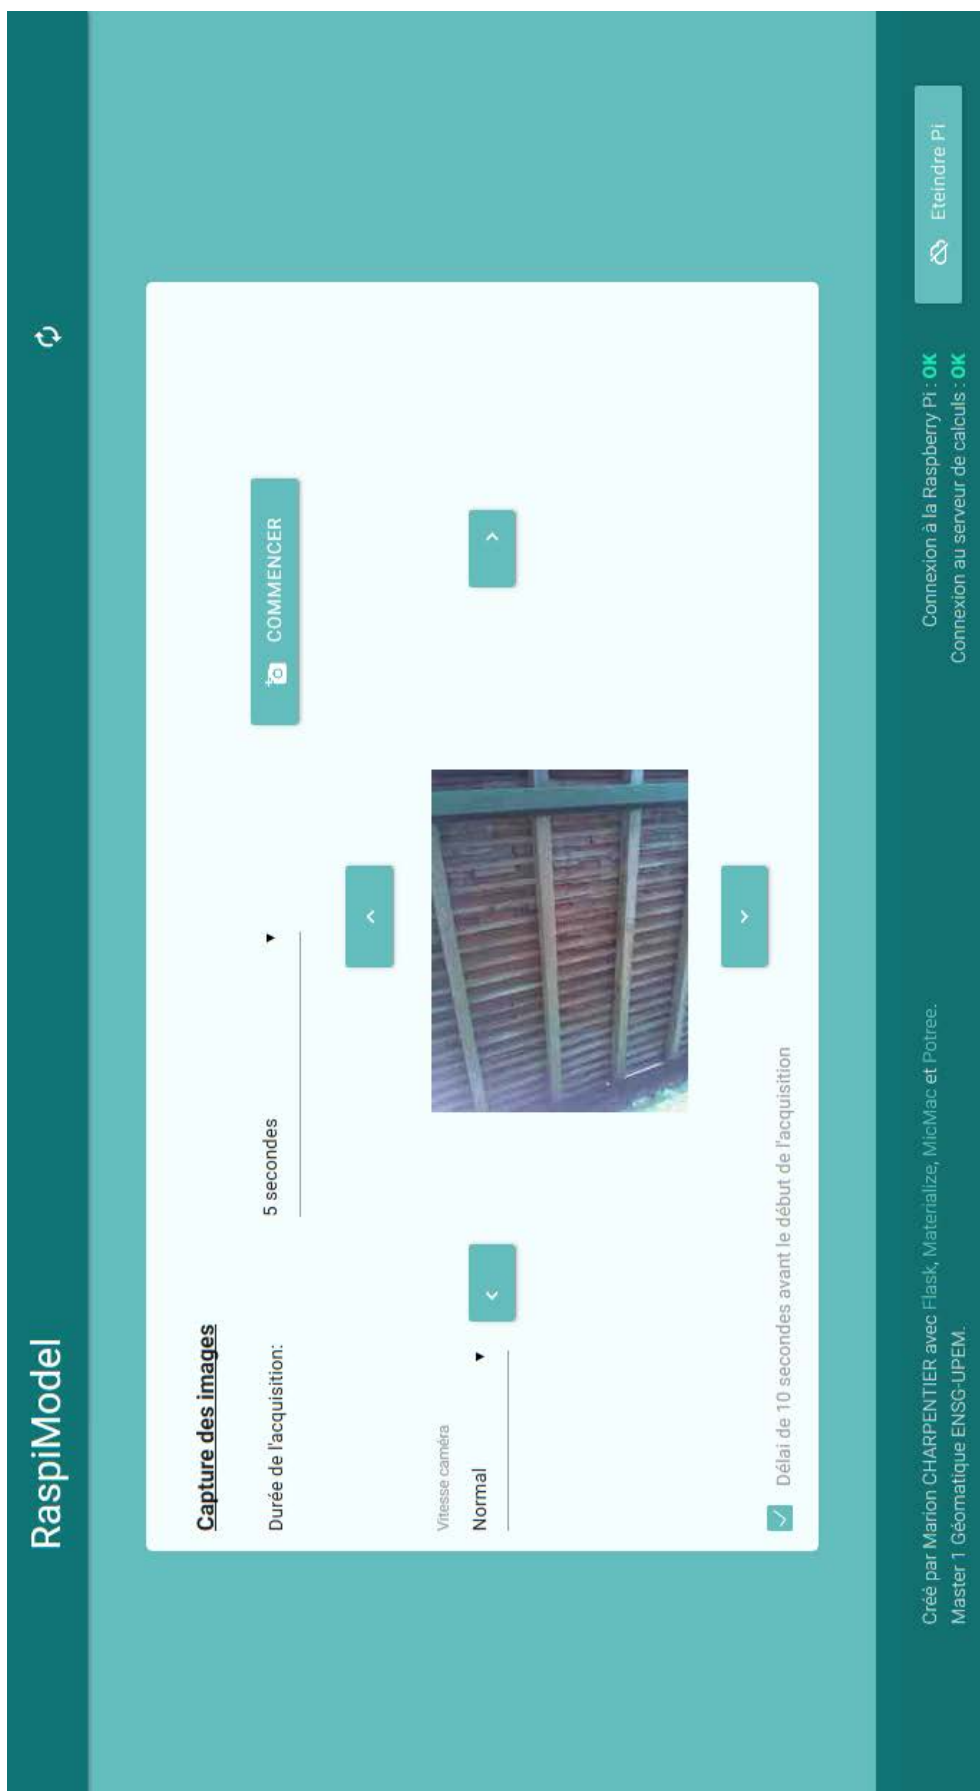 RaspiModel
Capture des images
Durée de l'acquisition:
5 secondes
COMMENCER
Vitesse caméra
Normal
Délai de 10 secondes avant le début de l'acquisition
Créé par Marion CHARPENTIER avec Flask, Materialize, MicMac et Potree.
Master 1 Géomatique ENSG-UPEM.
Connexion à la Raspberry Pi : OK
Connexion au serveur de calculs : OK
Eteindre Pi